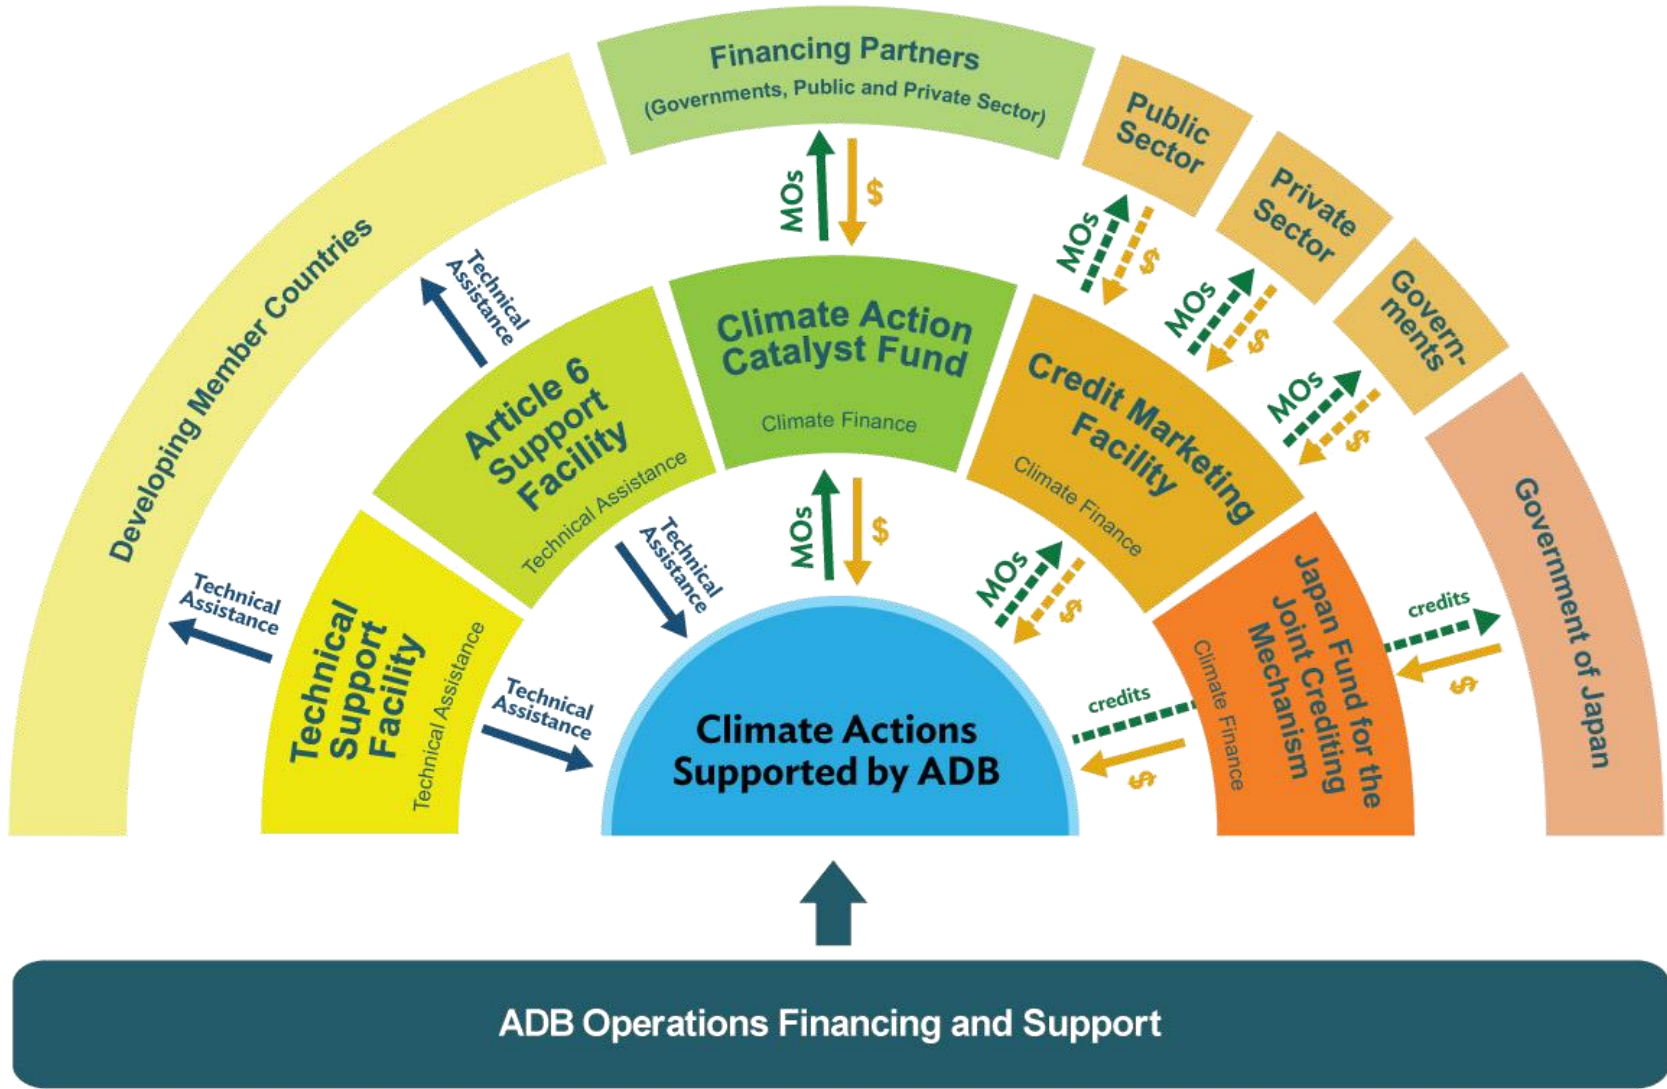 Financing Partners
(Governments, Public and Private Sector)
Public
Sector
Private
Sector
Govern-
ments
Government of Japan
Developing Member Countries
MOs
$
MOs
$
MOs
$
MOs
$
credits
$
Technical
Assistance
Technical
Assistance
Technical
Support
Facility
Technical Assistance
Article 6
Support
Facility
Technical Assistance
Climate Action
Catalyst Fund
Climate Finance
Credit Marketing
Facility
Climate Finance
Japan Fund for the
Joint Crediting
Mechanism
Climate Finance
Technical
Assistance
Technical
Assistance
MOs
$
MOs
$
credits
$
Climate Actions
Supported by ADB
ADB Operations Financing and Support